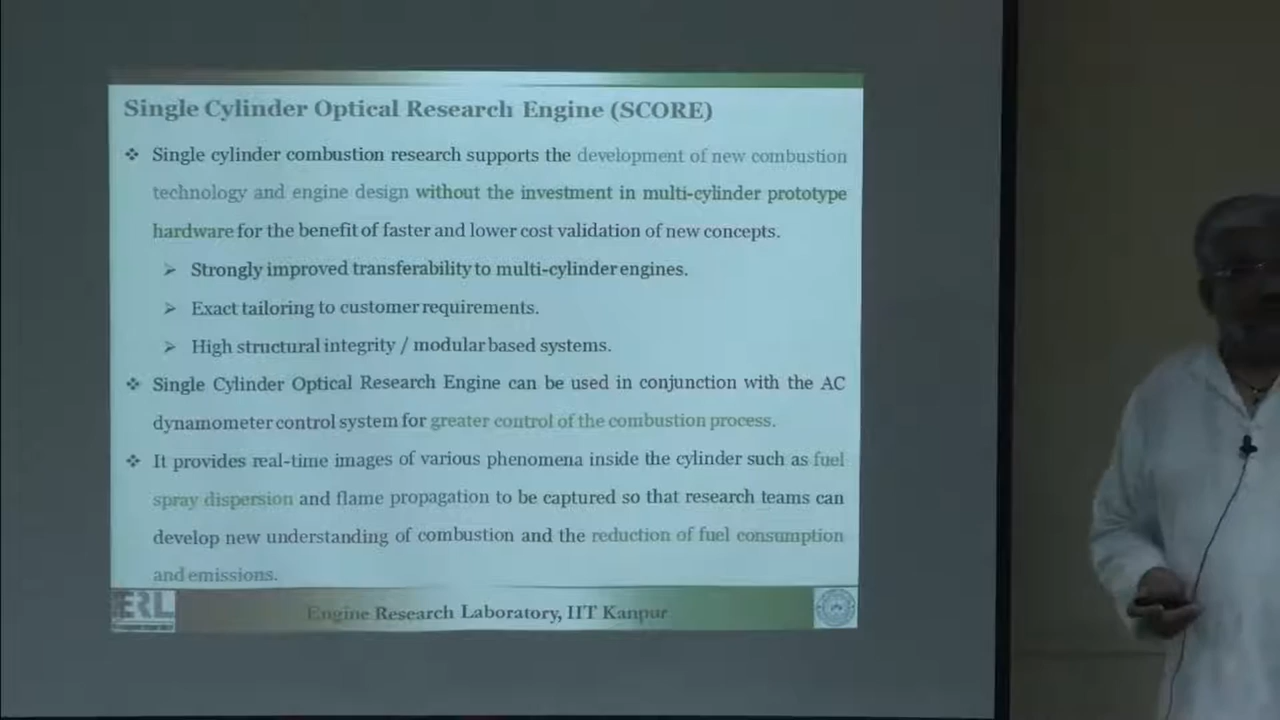 Single Cylinder Optical Research Engine (SCORE)
❖ Single cylinder combustion research supports the development of new combustion
technology and engine design without the investment in multi-cylinder prototype
hardware for the benefit of faster and lower cost validation of new concepts.
➢ Strongly improved transferability to multi-cylinder engines.
➢ Exact tailoring to customer requirements.
➢ High structural integrity / modular based systems.
❖ Single Cylinder Optical Research Engine can be used in conjunction with the AC
dynamometer control system for greater control of the combustion process.
❖ It provides real-time images of various phenomena inside the cylinder such as fuel
spray dispersion and flame propagation to be captured so that research teams can
develop new understanding of combustion and the reduction of fuel consumption
and emissions.
ERL
Engine Research Laboratory, IIT Kanpur